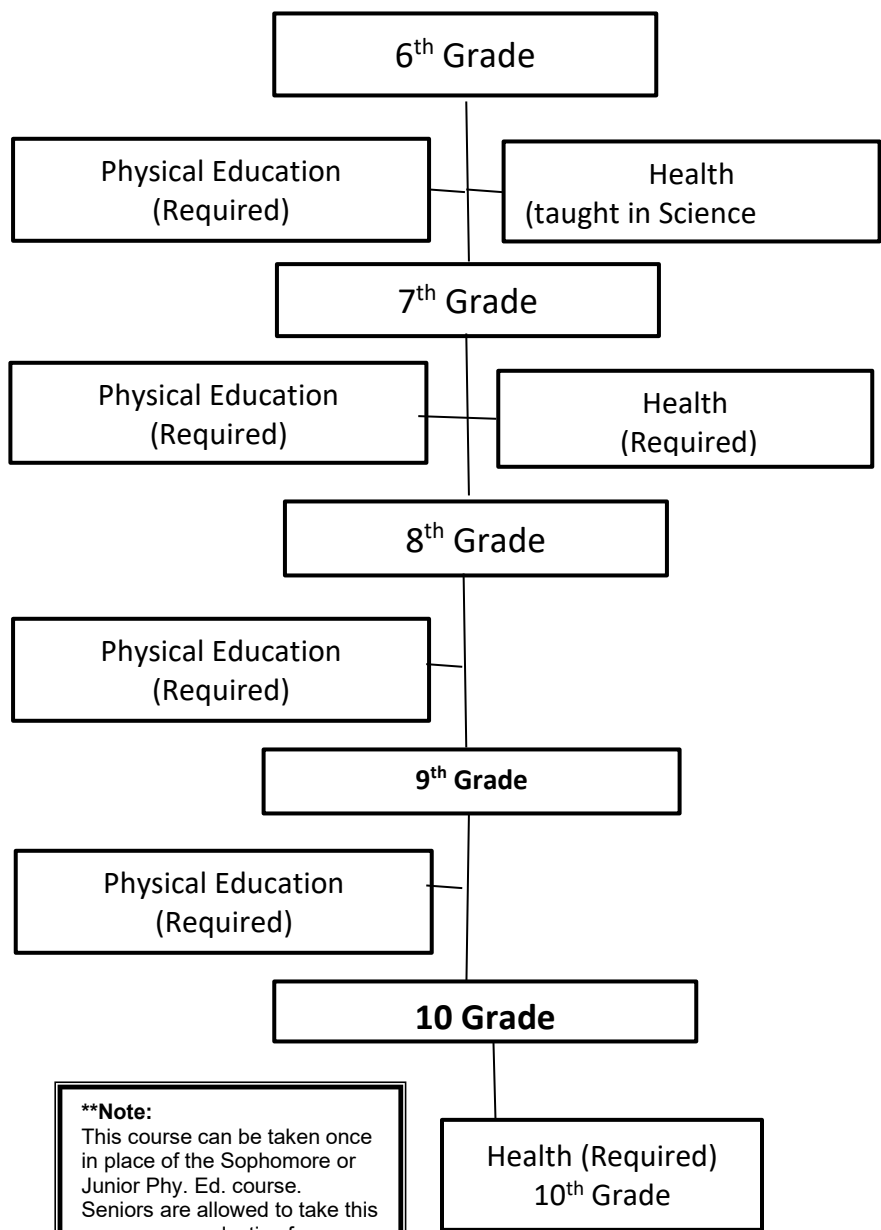 6th Grade
Physical Education
(Required)
Health
(taught in Science
7th Grade
Physical Education
(Required)
Health
(Required)
8th Grade
Physical Education
(Required)
9th Grade
Physical Education
(Required)
10 Grade
**Note:
This course can be taken once
in place of the Sophomore or
Junior Phy. Ed. course.
Seniors are allowed to take this
Health (Required)
10th Grade